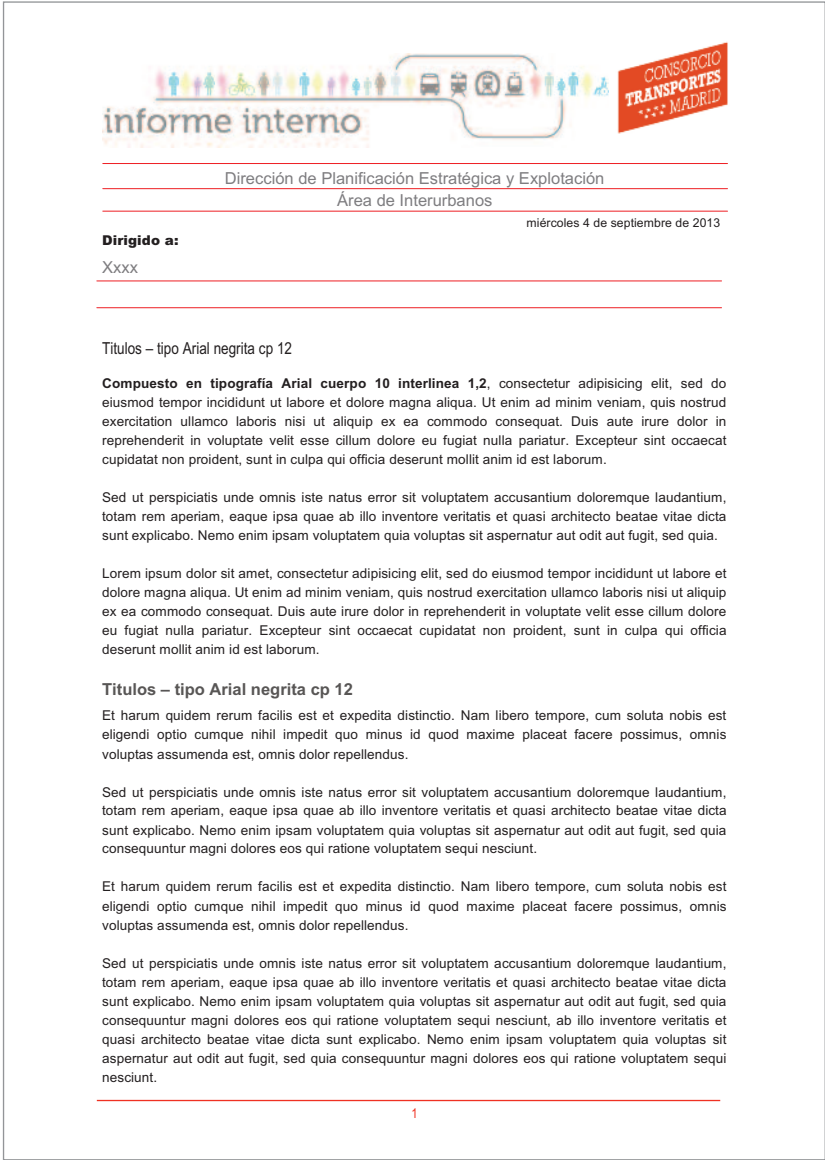 CONSORCIO
TRANSPORTES
MADRID
informe interno
Dirección de Planificación Estratégica y Explotación
Área de Interurbanos
miércoles 4 de septiembre de 2013
Dirigido a:
Xxxx
Titulos – tipo Arial negrita cp 12
Compuesto en tipografía Arial cuerpo 10 interlinea 1,2, consectetur adipisicing elit, sed do
eiusmod tempor incididunt ut labore et dolore magna aliqua. Ut enim ad minim veniam, quis nostrud
exercitation ullamco laboris nisi ut aliquip ex ea commodo consequat. Duis aute irure dolor in
reprehenderit in voluptate velit esse cillum dolore eu fugiat nulla pariatur. Excepteur sint occaecat
cupidatat non proident, sunt in culpa qui officia deserunt mollit anim id est laborum.
Sed ut perspiciatis unde omnis iste natus error sit voluptatem accusantium doloremque laudantium,
totam rem aperiam, eaque ipsa quae ab illo inventore veritatis et quasi architecto beatae vitae dicta
sunt explicabo. Nemo enim ipsam voluptatem quia voluptas sit aspernatur aut odit aut fugit, sed quia.
Lorem ipsum dolor sit amet, consectetur adipisicing elit, sed do eiusmod tempor incididunt ut labore et
dolore magna aliqua. Ut enim ad minim veniam, quis nostrud exercitation ullamco laboris nisi ut aliquip
ex ea commodo consequat. Duis aute irure dolor in reprehenderit in voluptate velit esse cillum dolore
eu fugiat nulla pariatur. Excepteur sint occaecat cupidatat non proident, sunt in culpa qui officia
deserunt mollit anim id est laborum.
Titulos – tipo Arial negrita cp 12
Et harum quidem rerum facilis est et expedita distinctio. Nam libero tempore, cum soluta nobis est
eligendi optio cumque nihil impedit quo minus id quod maxime placeat facere possimus, omnis
voluptas assumenda est, omnis dolor repellendus.
Sed ut perspiciatis unde omnis iste natus error sit voluptatem accusantium doloremque laudantium,
totam rem aperiam, eaque ipsa quae ab illo inventore veritatis et quasi architecto beatae vitae dicta
sunt explicabo. Nemo enim ipsam voluptatem quia voluptas sit aspernatur aut odit aut fugit, sed quia
consequuntur magni dolores eos qui ratione voluptatem sequi nesciunt.
Et harum quidem rerum facilis est et expedita distinctio. Nam libero tempore, cum soluta nobis est
eligendi optio cumque nihil impedit quo minus id quod maxime placeat facere possimus, omnis
voluptas assumenda est, omnis dolor repellendus.
Sed ut perspiciatis unde omnis iste natus error sit voluptatem accusantium doloremque laudantium,
totam rem aperiam, eaque ipsa quae ab illo inventore veritatis et quasi architecto beatae vitae dicta
sunt explicabo. Nemo enim ipsam voluptatem quia voluptas sit aspernatur aut odit aut fugit, sed quia
consequuntur magni dolores eos qui ratione voluptatem sequi nesciunt, ab illo inventore veritatis et
quasi architecto beatae vitae dicta sunt explicabo. Nemo enim ipsam voluptatem quia voluptas sit
aspernatur aut odit aut fugit, sed quia consequuntur magni dolores eos qui ratione voluptatem sequi
nesciunt.
1